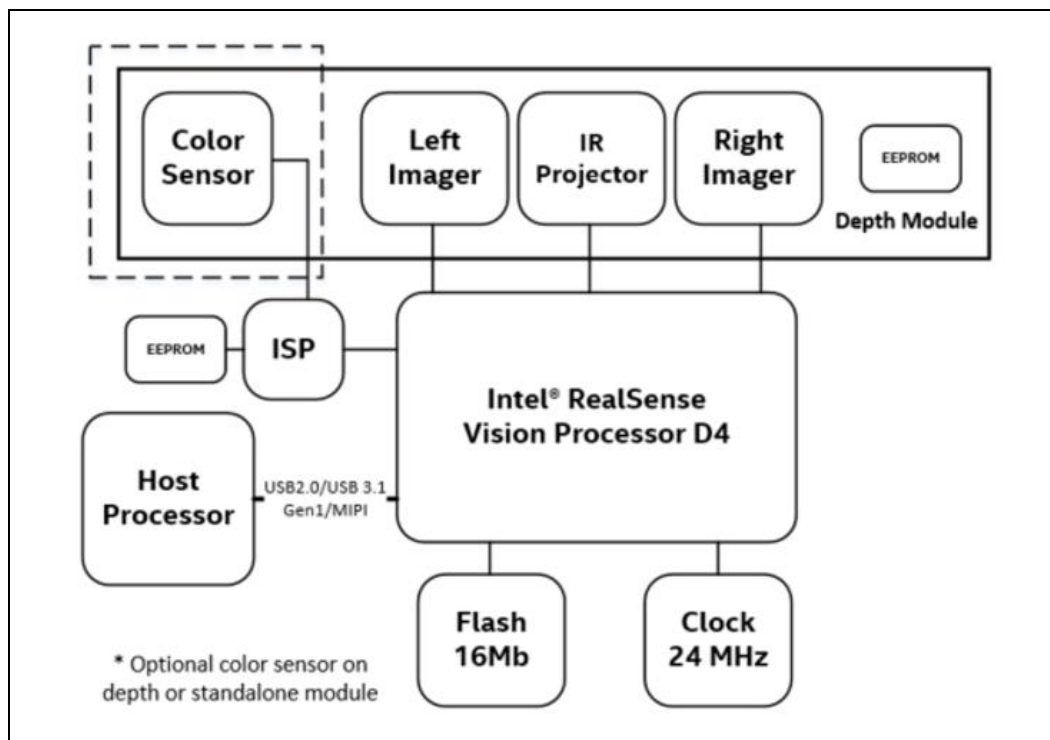 Color
Sensor
Left
Imager
IR
Projector
Right
Imager
EEPROM
Depth Module
EEPROM
ISP
Intel® RealSense
Vision Processor D4
Host
Processor
USB2.0/USB 3.1
Gen1/MIPI
Flash
16Mb
Clock
24 MHz
* Optional color sensor on
depth or standalone module